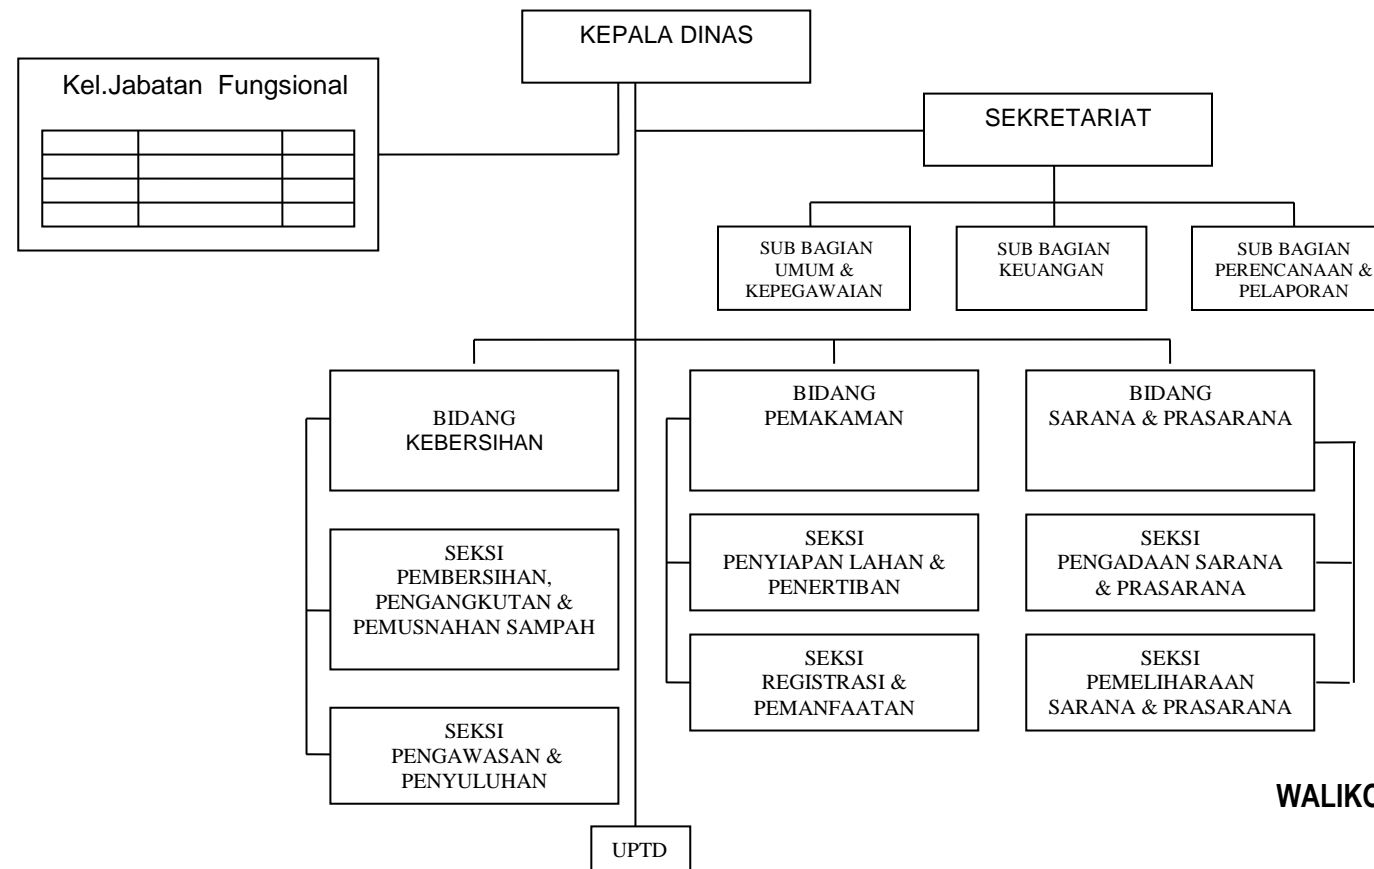 KEPALA DINAS
Kel.Jabatan Fungsional
SEKRETARIAT
SUB BAGIAN
UMUM &
KEPEGAWAIAN
SUB BAGIAN
KEUANGAN
SUB BAGIAN
PERENCANAAN &
PELAPORAN
BIDANG
KEBERSIHAN
BIDANG
PEMAKAMAN
BIDANG
SARANA & PRASARANA
SEKSI
PEMBERSIHAN,
PENGANGKUTAN &
PEMUSNAHAN SAMPAH
SEKSI
PENYIAPAN LAHAN &
PENERTIBAN
SEKSI
PENGADAAN SARANA
& PRASARANA
SEKSI
REGISTRASI &
PEMANFAATAN
SEKSI
PEMELIHARAAN
SARANA & PRASARANA
SEKSI
PENGAWASAN &
PENYULUHAN
UPTD